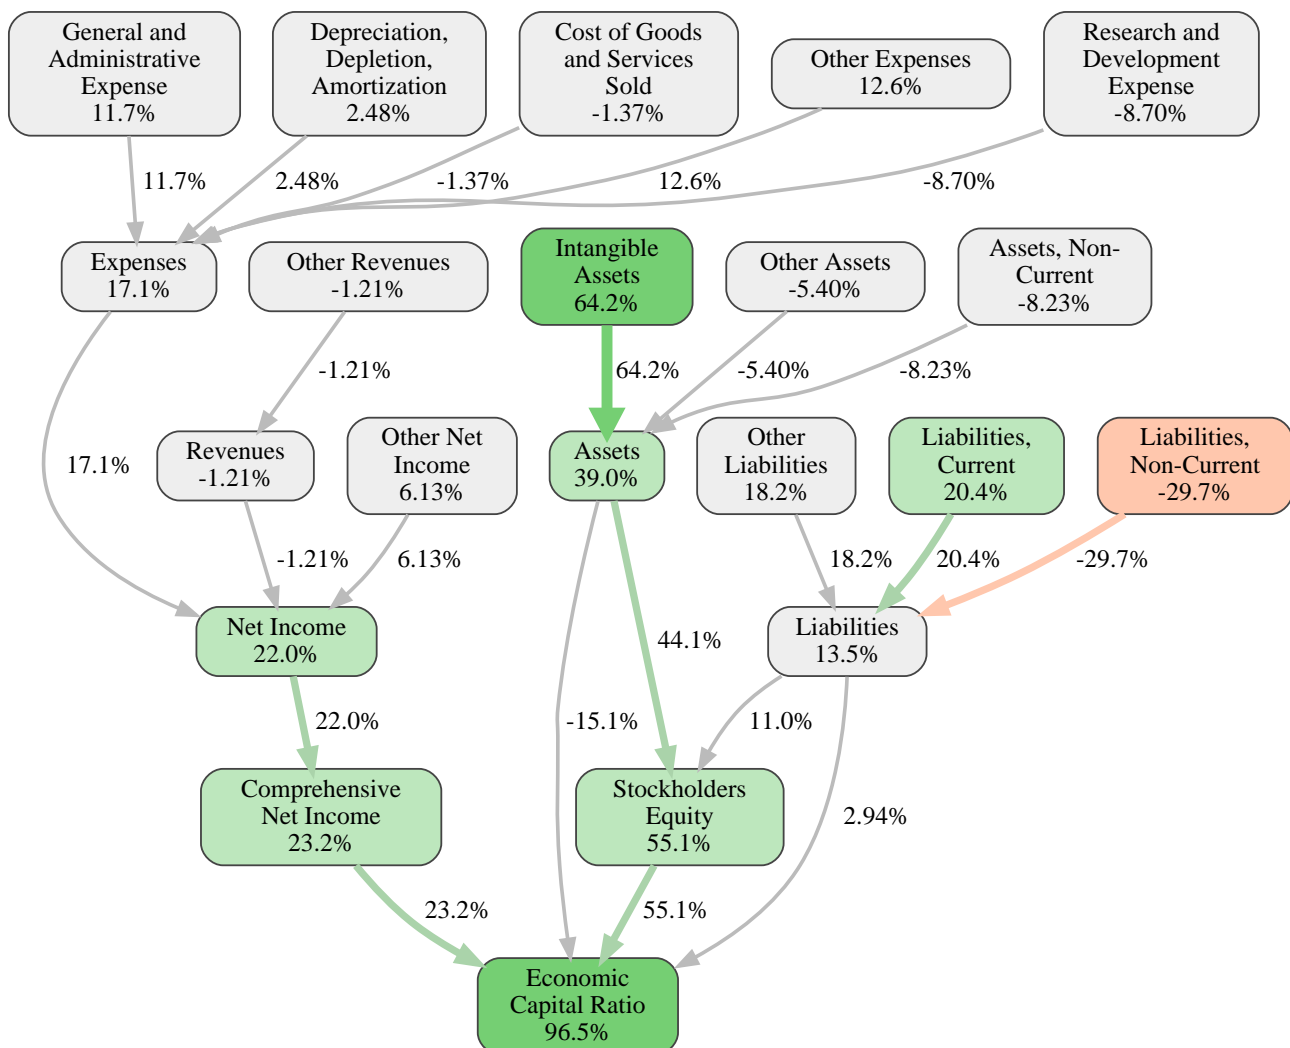 General and
Administrative
Expense
11.7%
Depreciation,
Depletion,
Amortization
2.48%
Cost of Goods
and Services
Sold
-1.37%
Other Expenses
12.6%
Research and
Development
Expense
-8.70%
11.7%
2.48%
-1.37%
12.6%
-8.70%
Expenses
17.1%
Other Revenues
-1.21%
Intangible
Assets
64.2%
Other Assets
-5.40%
Assets, Non-
Current
-8.23%
-1.21%
64.2%
-5.40%
-8.23%
17.1%
Revenues
-1.21%
Other Net
Income
6.13%
Assets
39.0%
Other
Liabilities
18.2%
Liabilities,
Current
20.4%
Liabilities,
Non-Current
-29.7%
-1.21%
6.13%
18.2%
20.4%
-29.7%
Net Income
22.0%
44.1%
Liabilities
13.5%
22.0%
-15.1%
11.0%
Comprehensive
Net Income
23.2%
Stockholders
Equity
55.1%
2.94%
23.2%
55.1%
Economic
Capital Ratio
96.5%